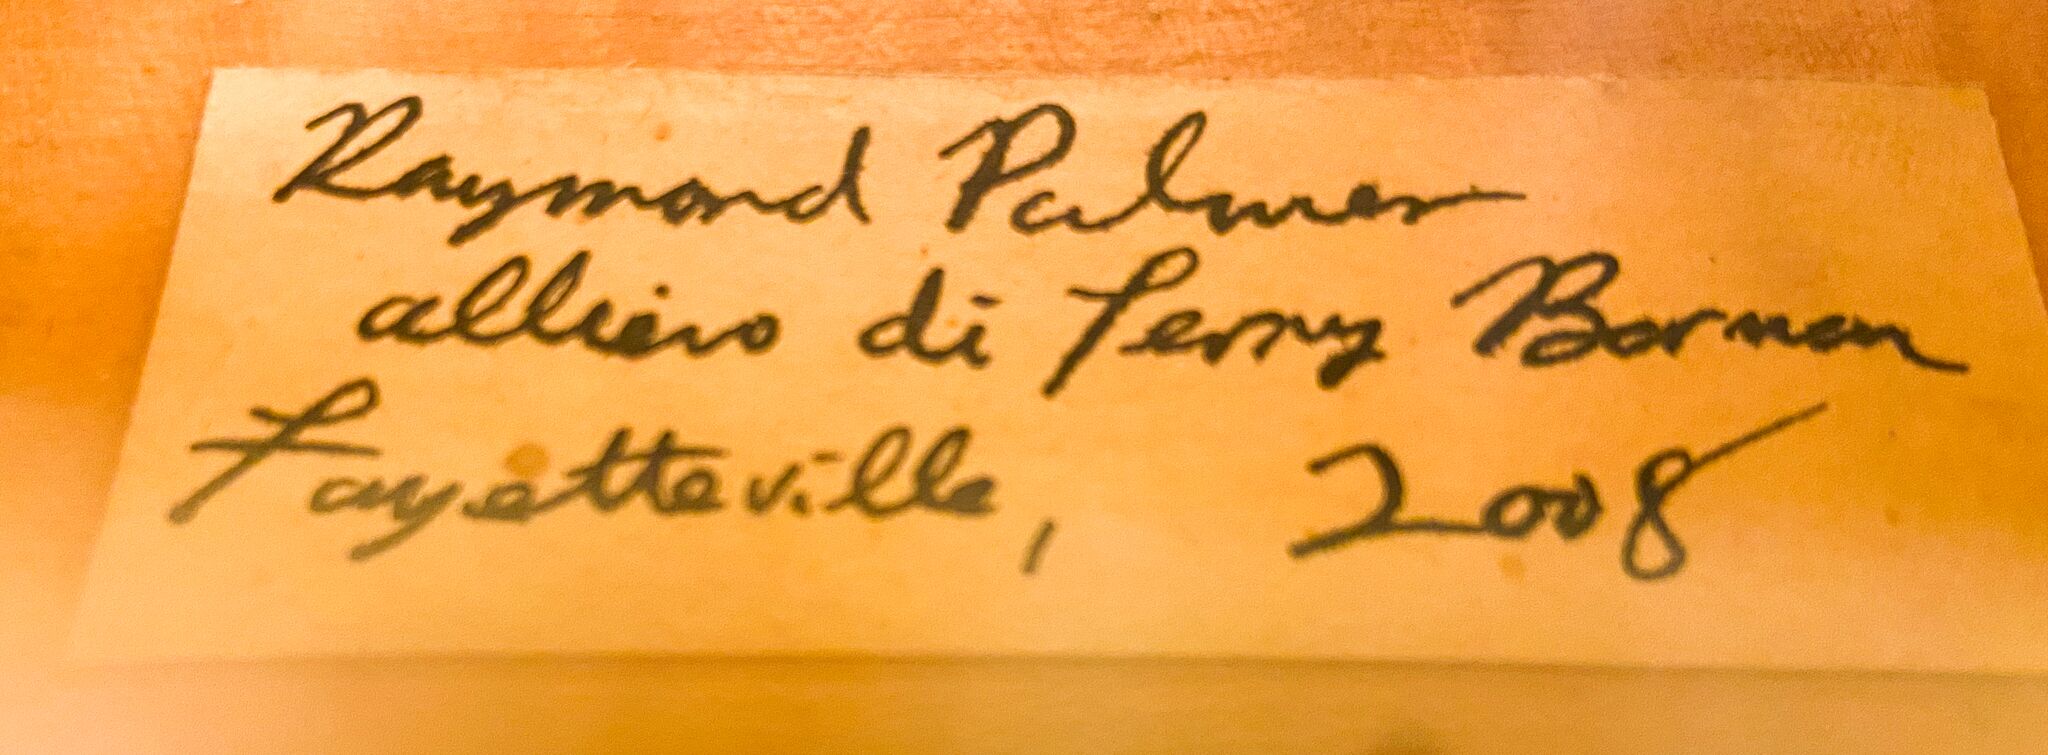 Raymond Palmer
allievo di Terry Borman
Fayetteville, 2008